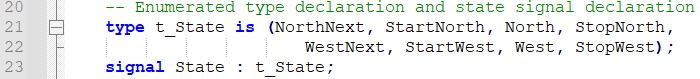 20 -- Enumerated type declaration and state signal declaration
21 type t_State is (NorthNext, StartNorth, North, StopNorth,
22 WestNext, StartWest, West, StopWest);
23 signal State : t_State;